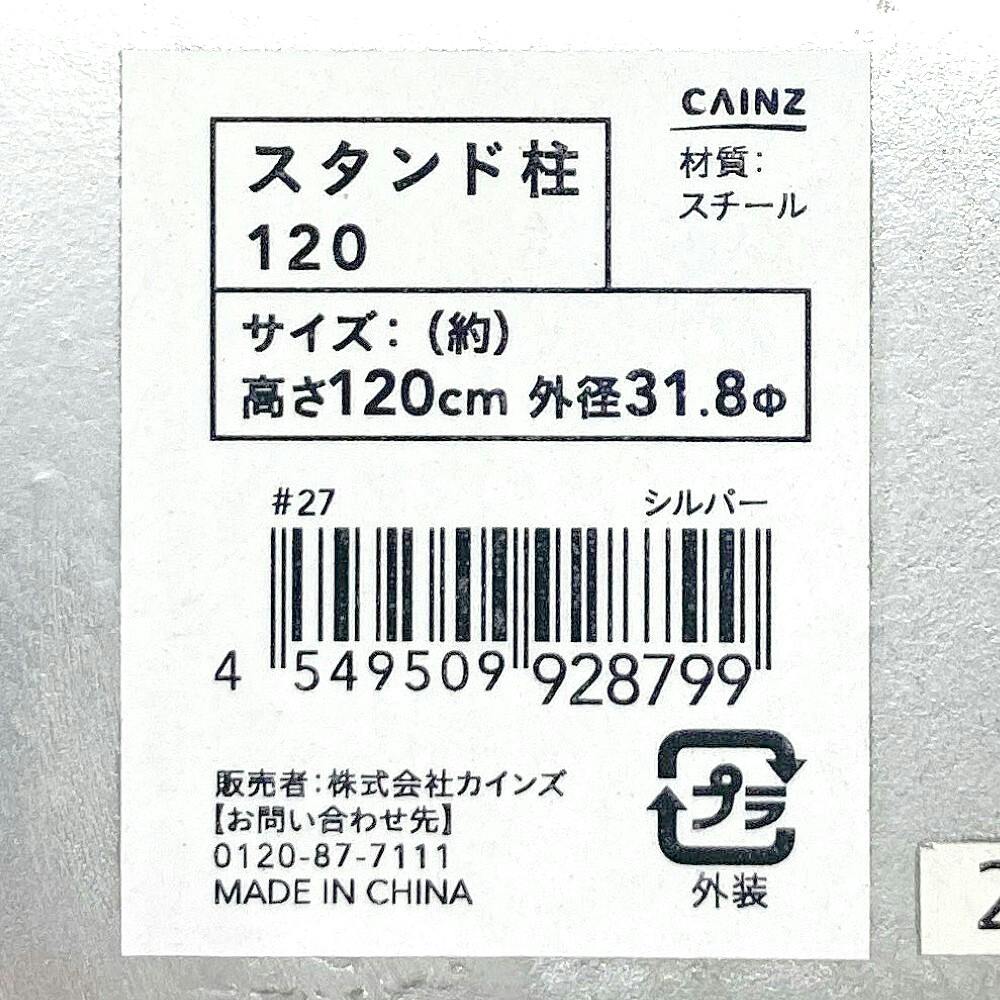 CAINZ
材質:
スチール
スタンド柱
120
サイズ:(約)
高さ120cm 外径31.8Φ
#27 シルバー
4 549509 928799
販売者:株式会社カインズ
【お問い合わせ先】
0120-87-7111
MADE IN CHINA
プラ
外装